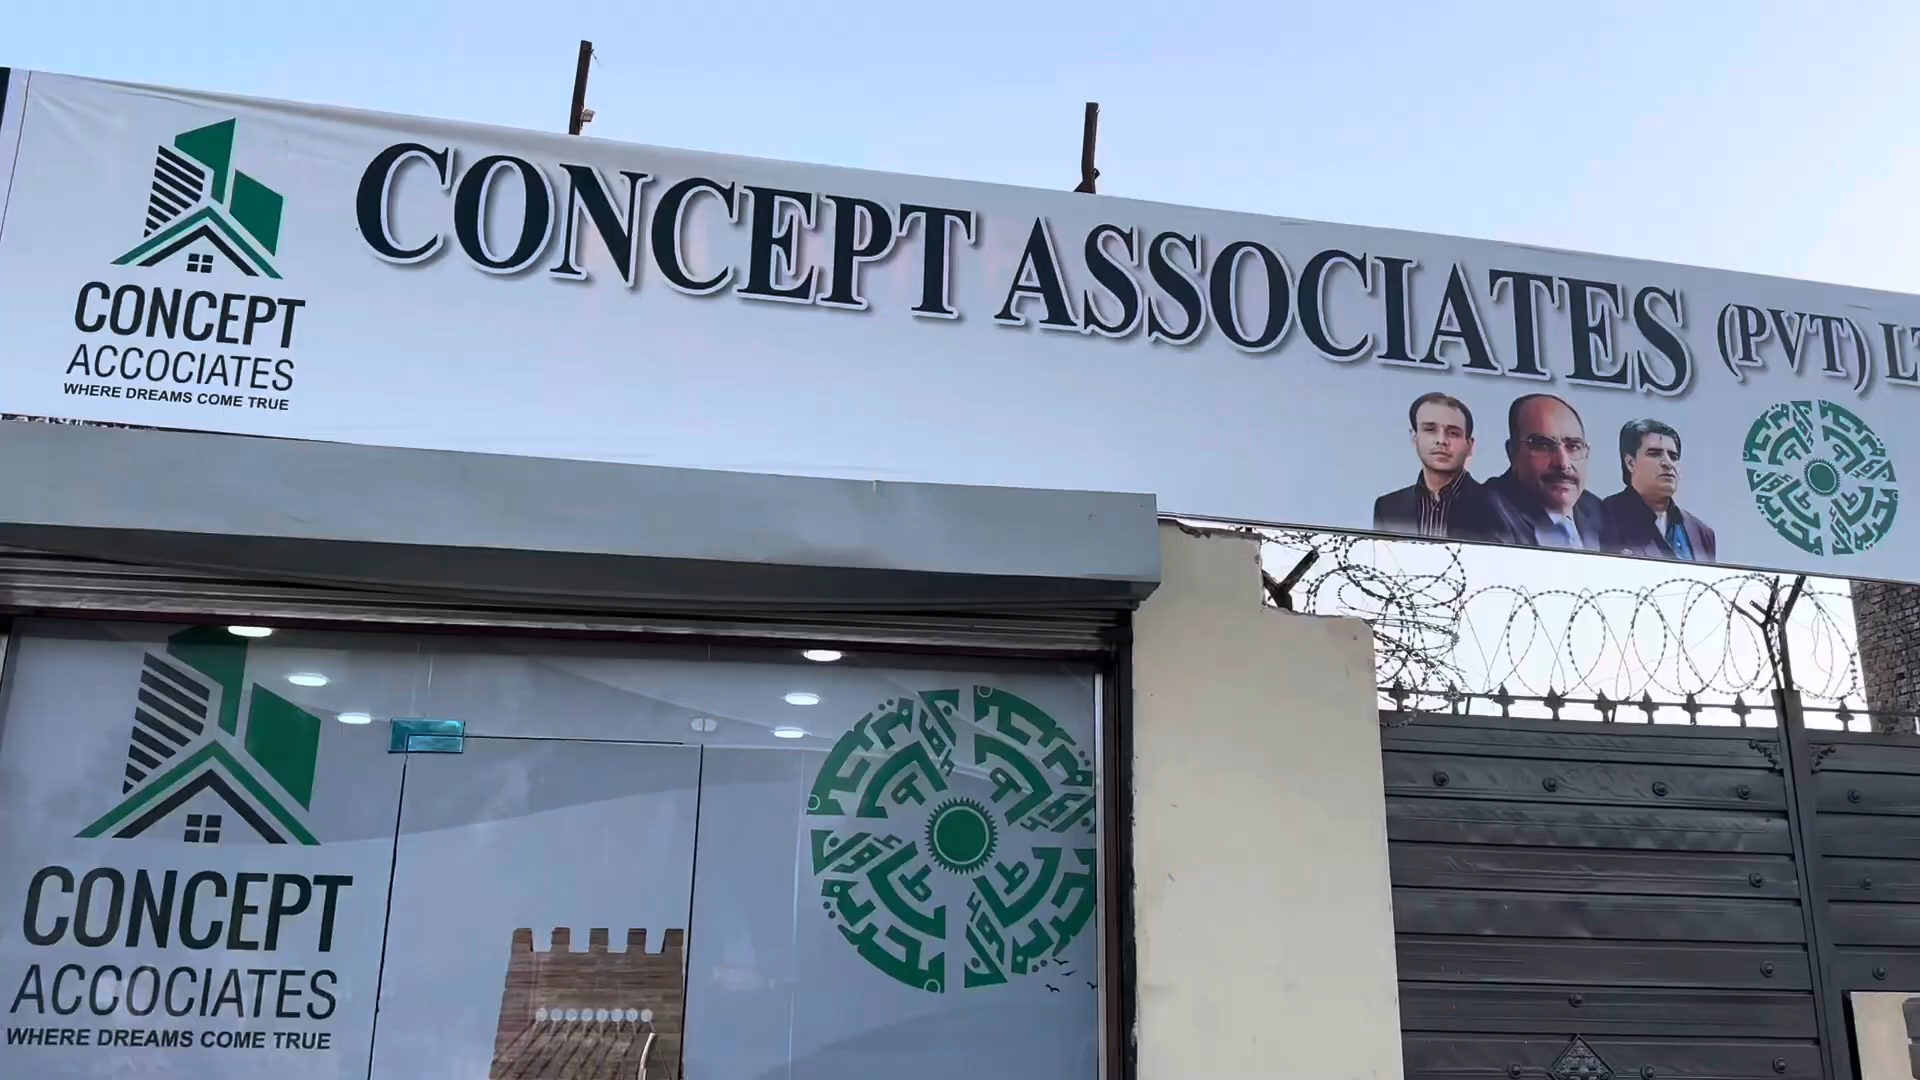 CONCEPT ASSOCIATES (PVT) LT
CONCEPT
ACCOCIATES
WHERE DREAMS COME TRUE
CONCEPT
ACCOCIATES
WHERE DREAMS COME TRUE